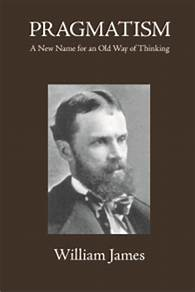 PRAGMATISM
A New Name for an Old Way of Thinking
William James